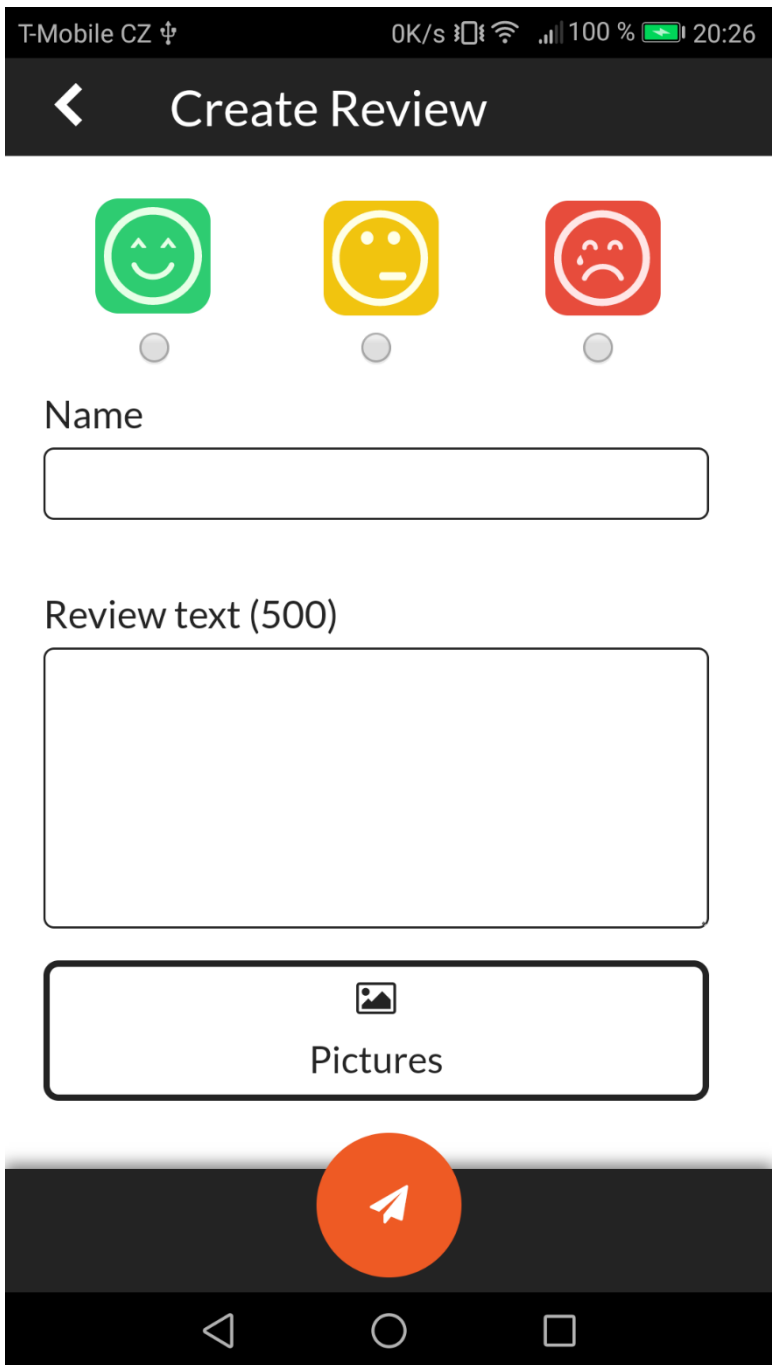 T-Mobile CZ 0K/s 100 % 20:26
Create Review
Name
Review text (500)
Pictures